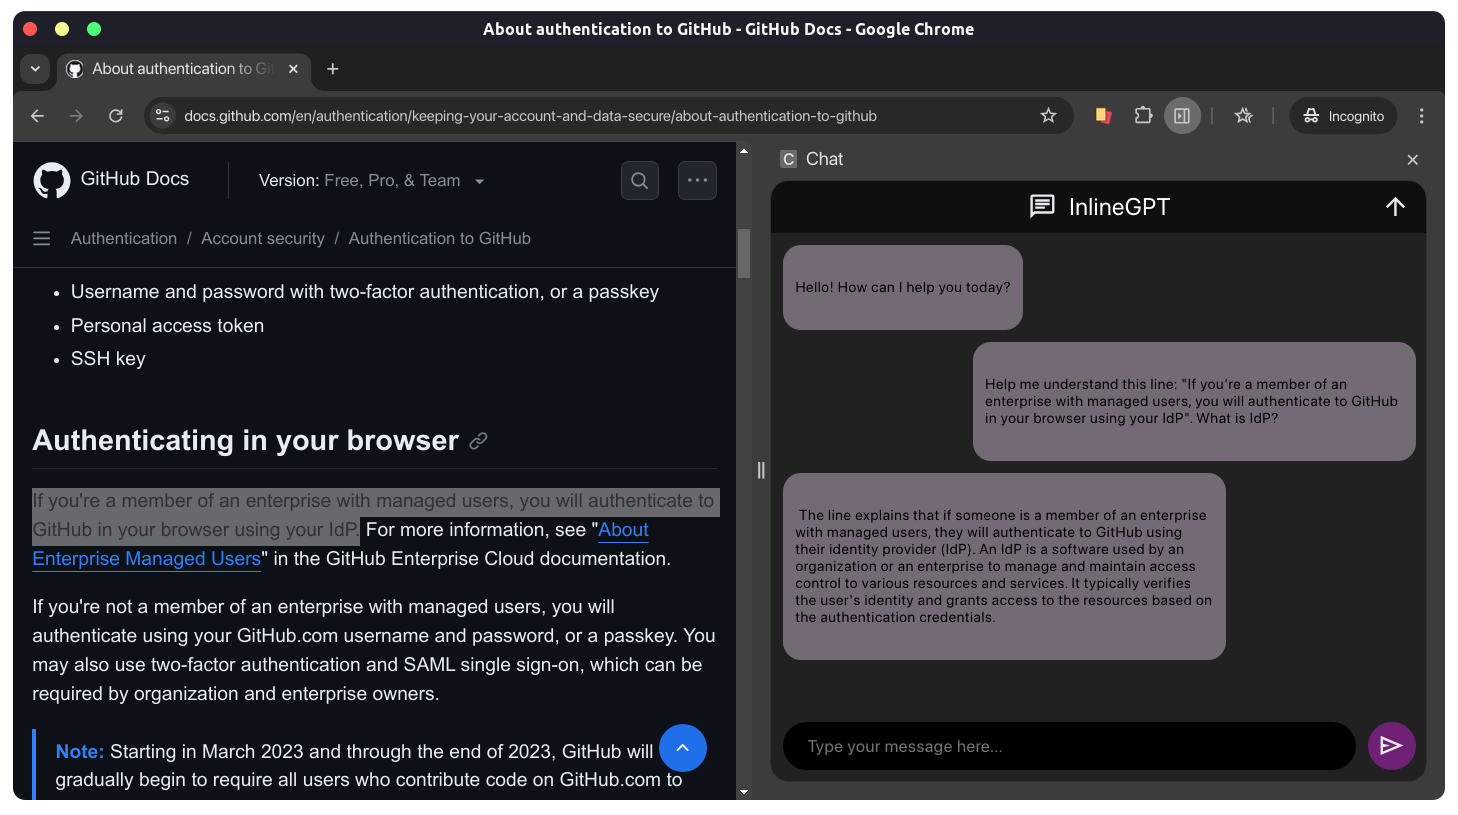 About authentication to GitHub - GitHub Docs - Google Chrome
About authentication to Git
docs.github.com/en/authentication/keeping-your-account-and-data-secure/about-authentication-to-github
Incognito
GitHub Docs
Version: Free, Pro, & Team
Authentication / Account security / Authentication to GitHub
• Username and password with two-factor authentication, or a passkey
• Personal access token
• SSH key
Authenticating in your browser
If you're a member of an enterprise with managed users, you will authenticate to
GitHub in your browser using your IdP. For more information, see "About
Enterprise Managed Users" in the GitHub Enterprise Cloud documentation.
If you're not a member of an enterprise with managed users, you will
authenticate using your GitHub.com username and password, or a passkey. You
may also use two-factor authentication and SAML single sign-on, which can be
required by organization and enterprise owners.
Note: Starting in March 2023 and through the end of 2023, GitHub will
gradually begin to require all users who contribute code on GitHub.com to
C Chat
InlineGPT
Hello! How can I help you today?
Help me understand this line: "If you're a member of an
enterprise with managed users, you will authenticate to GitHub
in your browser using your IdP". What is IdP?
The line explains that if someone is a member of an enterprise
with managed users, they will authenticate to GitHub using
their identity provider (IdP). An IdP is a software used by an
organization or an enterprise to manage and maintain access
control to various resources and services. It typically verifies
the user's identity and grants access to the resources based on
the authentication credentials.
Type your message here...